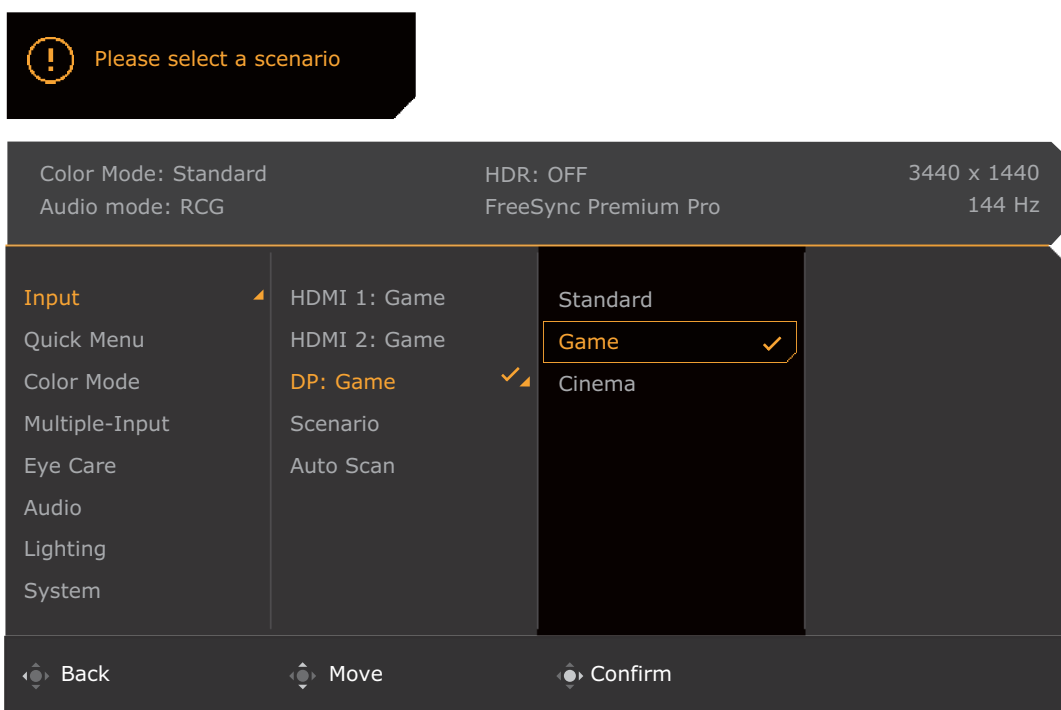 Please select a scenario
Color Mode: Standard
HDR: OFF
3440 x 1440
Audio mode: RCG
FreeSync Premium Pro
144 Hz
Input
HDMI 1: Game
Standard
Quick Menu
HDMI 2: Game
Game
Color Mode
DP: Game
Cinema
Multiple-Input
Scenario
Eye Care
Auto Scan
Audio
Lighting
System
Back
Move
Confirm